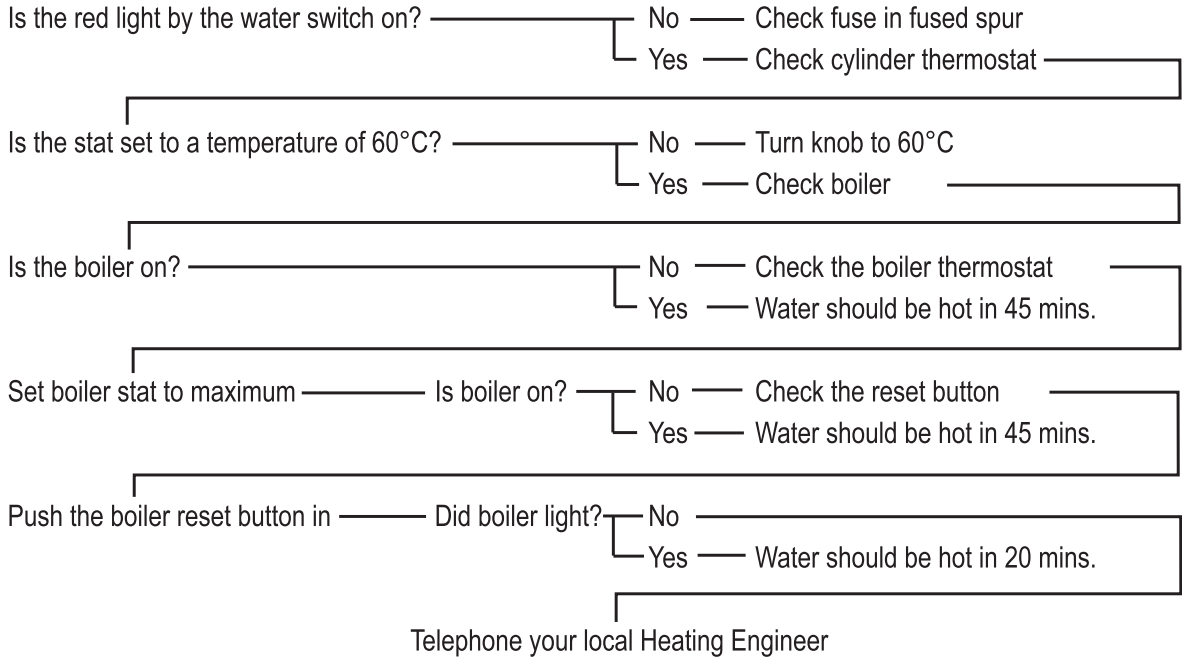 Is the red light by the water switch on? No Check fuse in fused spur
Yes Check cylinder thermostat
Is the stat set to a temperature of 60°C? No Turn knob to 60°C
Yes Check boiler
Is the boiler on? No Check the boiler thermostat
Yes Water should be hot in 45 mins.
Set boiler stat to maximum Is boiler on? No Check the reset button
Yes Water should be hot in 45 mins.
Push the boiler reset button in Did boiler light? No
Yes Water should be hot in 20 mins.
Telephone your local Heating Engineer